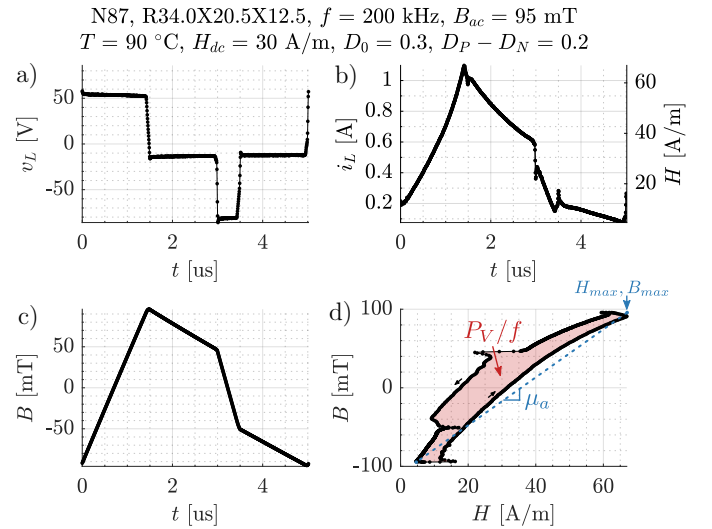 N87, R34.0X20.5X12.5, f = 200 kHz, B_ac = 95 mT
T = 90 °C, H_dc = 30 A/m, D_0 = 0.3, D_P − D_N = 0.2
a)
v_L [V]
50
0
-50
0
2
4
t [us]
b)
i_L [A]
1
0.8
0.6
0.4
0.2
60
40
20
H [A/m]
0
2
4
t [us]
c)
B [mT]
50
0
-50
0
2
4
t [us]
d)
H_max, B_max
P_V/f
μ_a
B [mT]
100
0
-100
0
20
40
60
H [A/m]